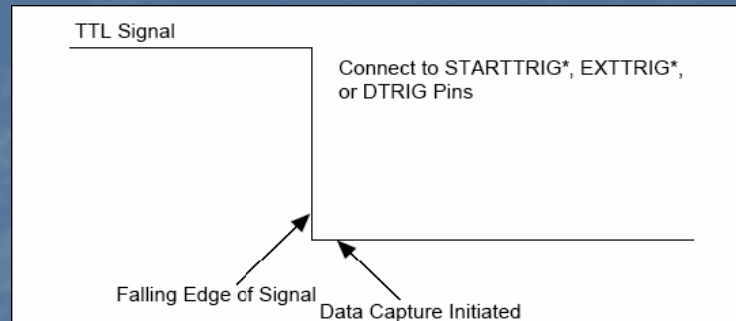 TTL Signal
Connect to STARTTRIG*, EXTTRIG*,
or DTRIG Pins
Falling Edge of Signal
Data Capture Initiated